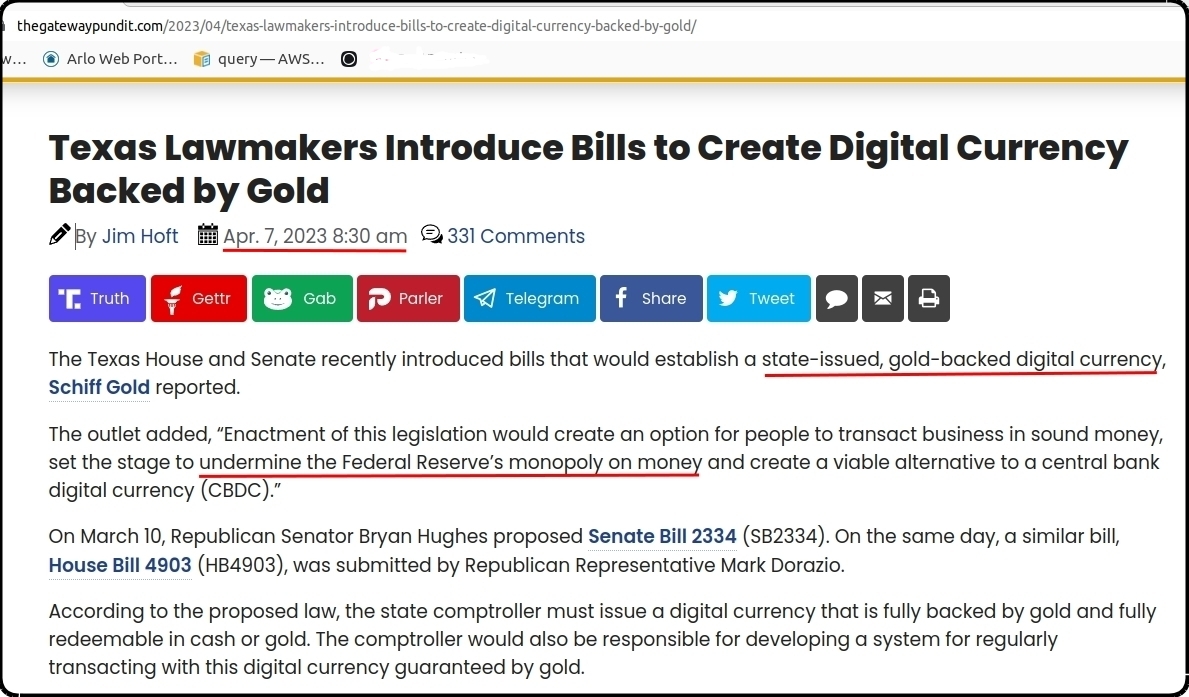 thegatewaypundit.com/2023/04/texas-lawmakers-introduce-bills-to-create-digital-currency-backed-by-gold/
w... Arlo Web Port... query — AWS...
Texas Lawmakers Introduce Bills to Create Digital Currency
Backed by Gold
By Jim Hoft Apr. 7, 2023 8:30 am 331 Comments
T. Truth Gettr Gab Parler Telegram Share Tweet
The Texas House and Senate recently introduced bills that would establish a state-issued, gold-backed digital currency,
Schiff Gold reported.
The outlet added, “Enactment of this legislation would create an option for people to transact business in sound money,
set the stage to undermine the Federal Reserve’s monopoly on money and create a viable alternative to a central bank
digital currency (CBDC).”
On March 10, Republican Senator Bryan Hughes proposed Senate Bill 2334 (SB2334). On the same day, a similar bill,
House Bill 4903 (HB4903), was submitted by Republican Representative Mark Dorazio.
According to the proposed law, the state comptroller must issue a digital currency that is fully backed by gold and fully
redeemable in cash or gold. The comptroller would also be responsible for developing a system for regularly
transacting with this digital currency guaranteed by gold.